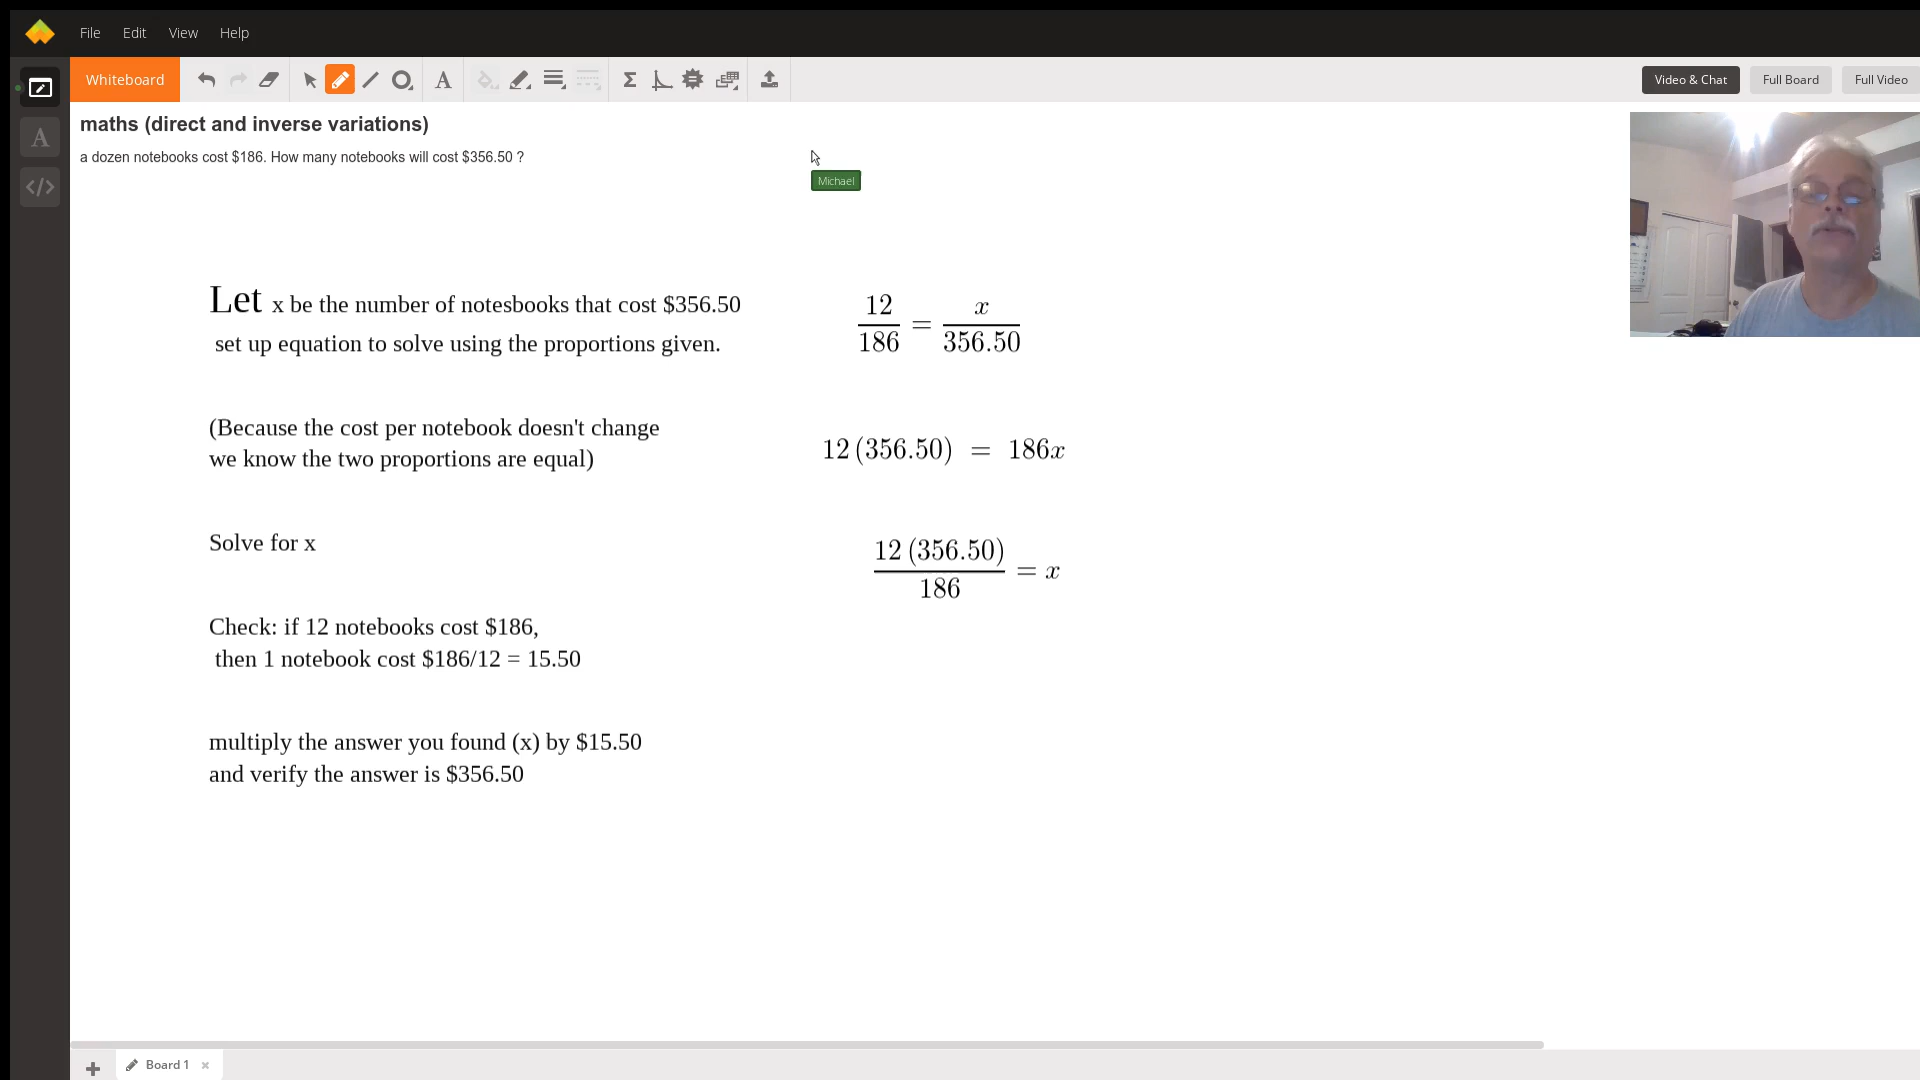 File Edit View Help
Whiteboard
Video & Chat Full Board Full Video
maths (direct and inverse variations)
a dozen notebooks cost $186. How many notebooks will cost $356.50 ?
Michael
Let x be the number of notesbooks that cost $356.50
set up equation to solve using the proportions given.
12/186 = x/356.50
(Because the cost per notebook doesn't change
we know the two proportions are equal)
12 (356.50) = 186x
Solve for x
12 (356.50)/186 = x
Check: if 12 notebooks cost $186,
then 1 notebook cost $186/12 = 15.50
multiply the answer you found (x) by $15.50
and verify the answer is $356.50
Board 1